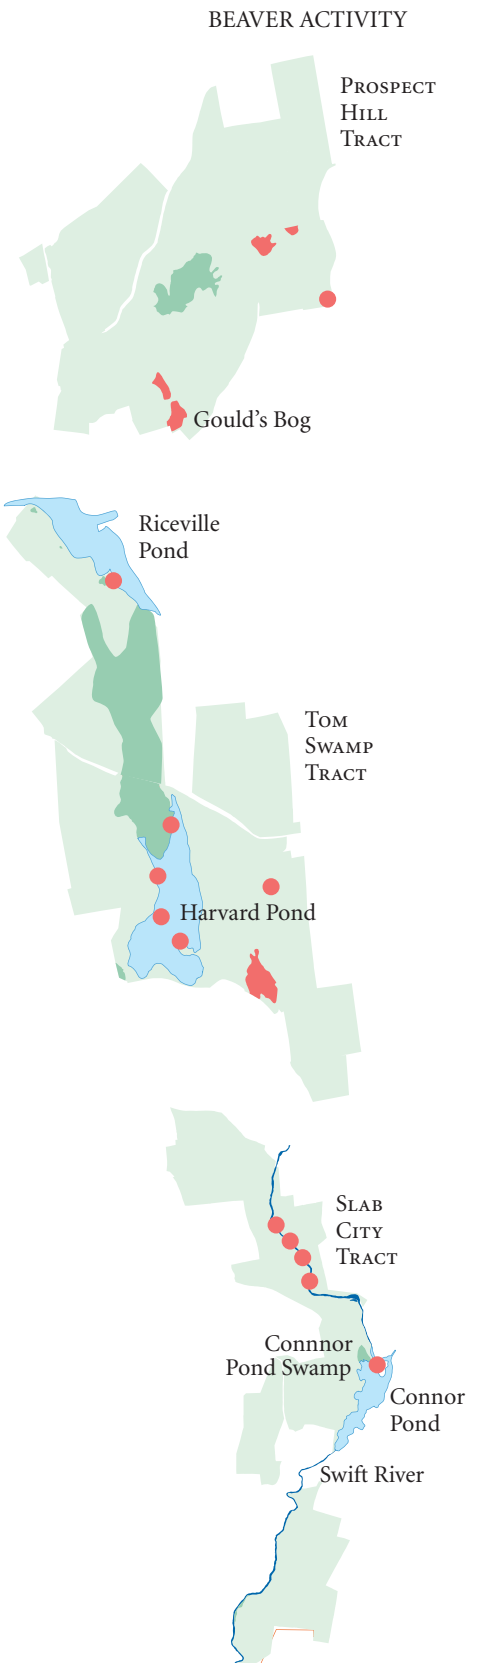 BEAVER ACTIVITY
PROSPECT
HILL
TRACT
Gould’s Bog
Riceville
Pond
TOM
SWAMP
TRACT
Harvard Pond
SLAB
CITY
TRACT
Connnor
Pond Swamp
Connor
Pond
Swift River